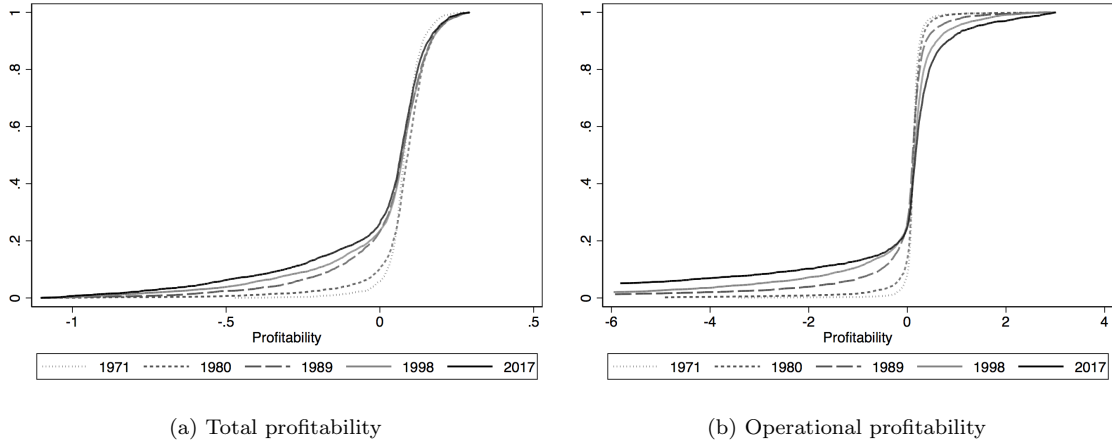 1
.8
.6
.4
.2
0
-1 -.5 0 .5
Profitability
1971 1980 1989 1998 2017
(a) Total profitability
1
.8
.6
.4
.2
0
-6 -4 -2 0 2 4
Profitability
1971 1980 1989 1998 2017
(b) Operational profitability